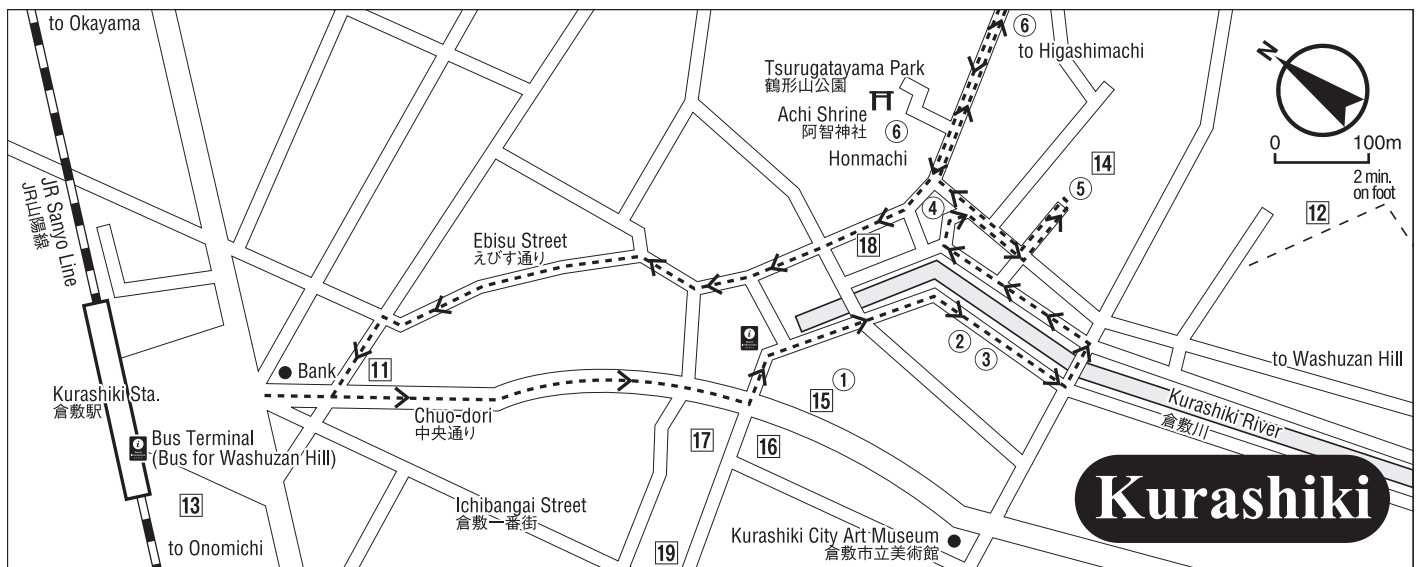 to Okayama
JR Sanyo Line
JR山陽線
Kurashiki Sta.
倉敷駅
Bus Terminal
(Bus for Washuzan Hill)
13
to Onomichi
Bank
11
Chuo-dori
中央通り
Ebisu Street
えびす通り
Ichibangai Street
倉敷一番街
19
17
16
15
①
②
③
18
④
Tsurugatayama Park
鶴形山公園
Achi Shrine
阿智神社
⑥
Honmachi
⑥
to Higashimachi
14
⑤
12
N
0 100m
2 min.
on foot
to Washuzan Hill
Kurashiki River
倉敷川
Kurashiki City Art Museum
倉敷市立美術館
Kurashiki